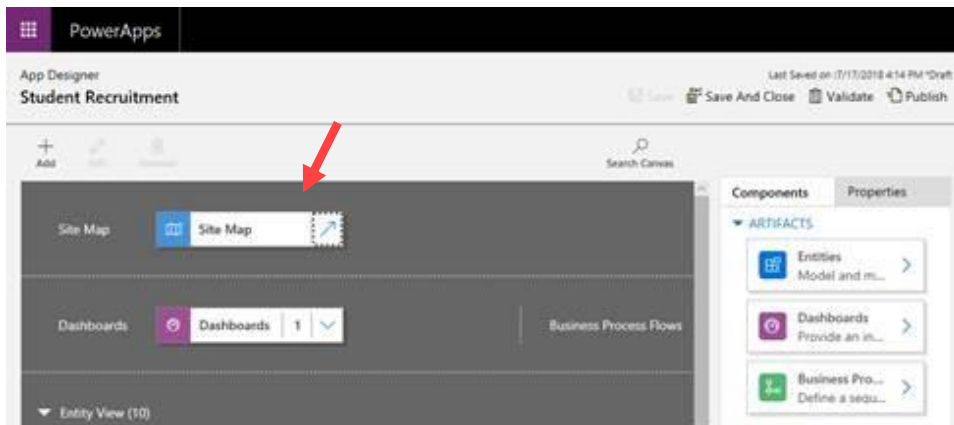 PowerApps
App Designer
Student Recruitment
Last Saved on :7/17/2018 4:14 PM *Draft
Save Save And Close Validate Publish
Add Edit
Search Canvas
Site Map Site Map
Dashboards Dashboards 1 Business Process Flows
Entity View (10)
Components Properties
ARTIFACTS
Entities
Model and m...
Dashboards
Provide an in...
Business Pro...
Define a sequ...